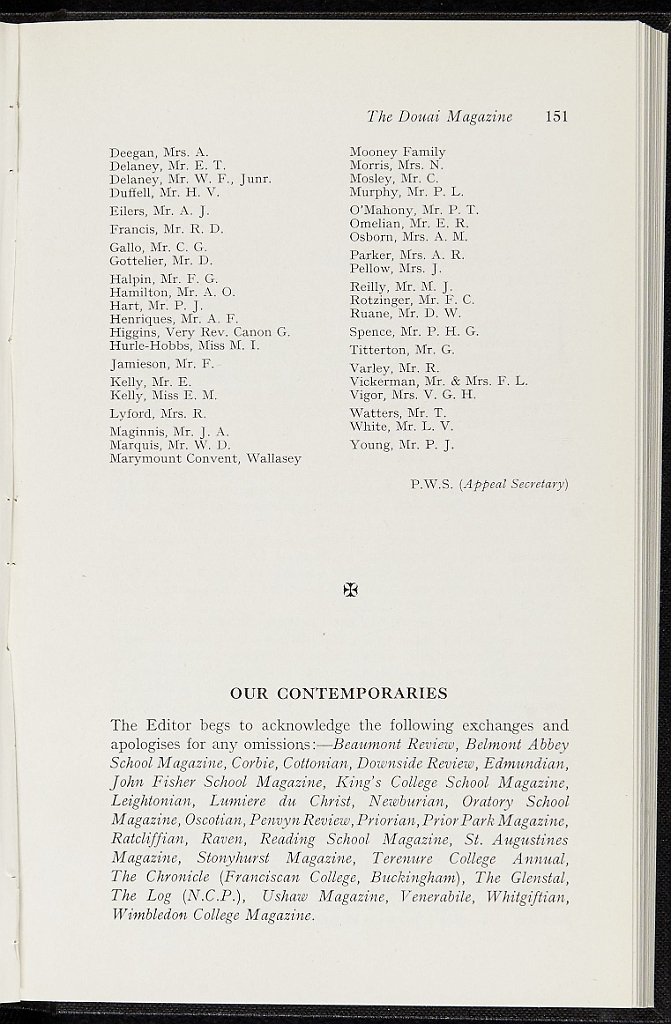 The Douai Magazine 151
Deegan, Mrs. A.
Delaney, Mr. E. T.
Delaney, Mr. W. F., Junr.
Duffell, Mr. H. V.
Eilers, Mr. A. J.
Francis, Mr. R. D.
Gallo, Mr. C. G.
Gottelier, Mr. D.
Halpin, Mr. F. G.
Hamilton, Mr. A. O.
Hart, Mr. P. J.
Henriques, Mr. A. F.
Higgins, Very Rev. Canon G.
Hurle-Hobbs, Miss M. I.
Jamieson, Mr. F.
Kelly, Mr. E.
Kelly, Miss E. M.
Lyford, Mrs. R.
Maginnis, Mr. J. A.
Marquis, Mr. W. D.
Marymount Convent, Wallasey
Mooney Family
Morris, Mrs. N.
Mosley, Mr. C.
Murphy, Mr. P. L.
O'Mahony, Mr. P. T.
Omelian, Mr. E. R.
Osborn, Mrs. A. M.
Parker, Mrs. A. R.
Pellow, Mrs. J.
Reilly, Mr. M. J.
Rotzinger, Mr. F. C.
Ruane, Mr. D. W.
Spence, Mr. P. H. G.
Titterton, Mr. G.
Varley, Mr. R.
Vickerman, Mr. & Mrs. F. L.
Vigor, Mrs. V. G. H.
Watters, Mr. T.
White, Mr. L. V.
Young, Mr. P. J.
P.W.S. (Appeal Secretary)
✠
OUR CONTEMPORARIES
The Editor begs to acknowledge the following exchanges and
apologises for any omissions:—Beaumont Review, Belmont Abbey
School Magazine, Corbie, Cottonian, Downside Review, Edmundian,
John Fisher School Magazine, King's College School Magazine,
Leightonian, Lumiere du Christ, Newburian, Oratory School
Magazine, Oscotian, Penvyn Review, Priorian, Prior Park Magazine,
Ratcliffian, Raven, Reading School Magazine, St. Augustines
Magazine, Stonyhurst Magazine, Terenure College Annual,
The Chronicle (Franciscan College, Buckingham), The Glenstal,
The Log (N.C.P.), Ushaw Magazine, Venerabile, Whitgiftian,
Wimbledon College Magazine.